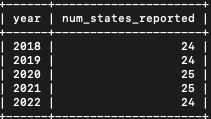 +------+---------------------+
| year | num_states_reported |
+------+---------------------+
| 2018 |                  24 |
| 2019 |                  24 |
| 2020 |                  25 |
| 2021 |                  25 |
| 2022 |                  24 |
+------+---------------------+